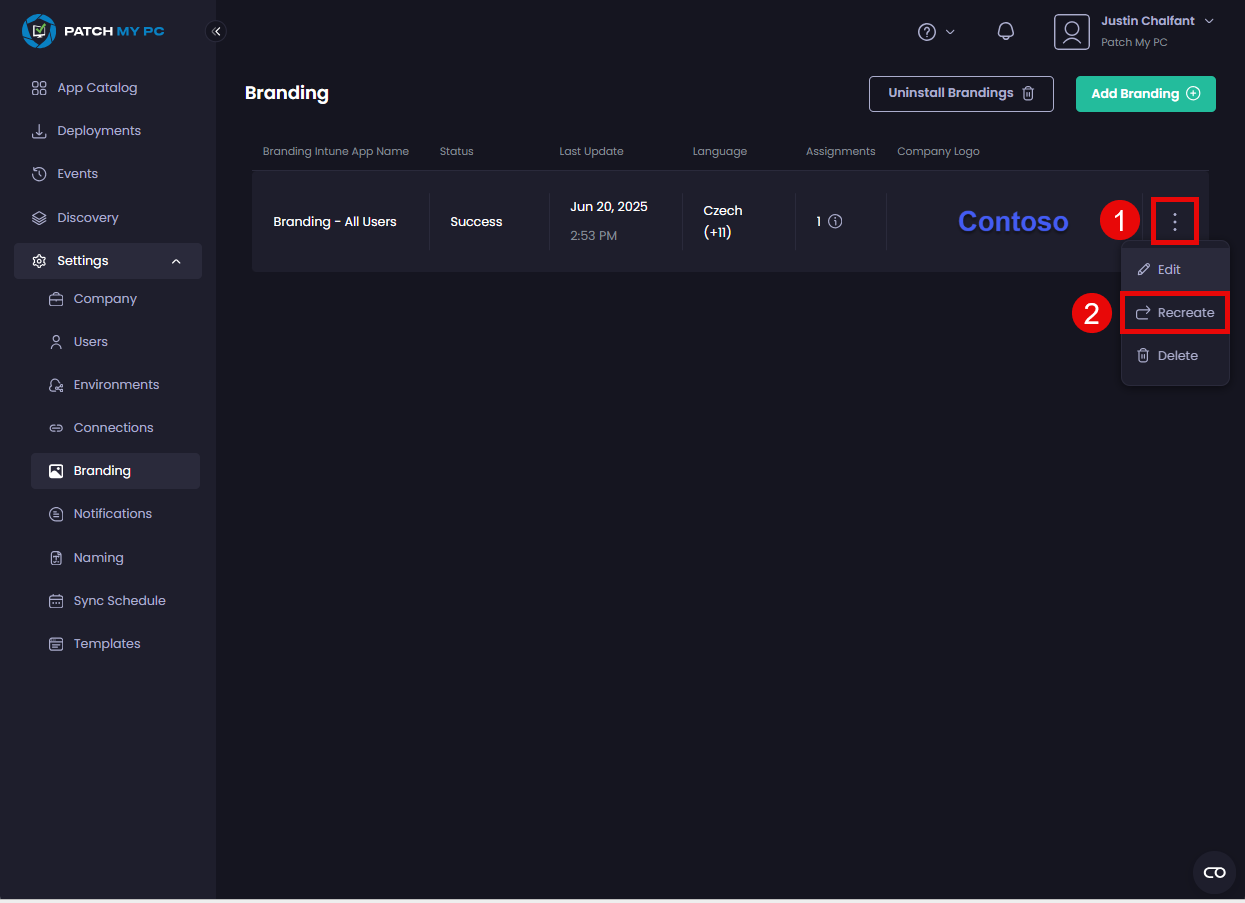 PATCH MY PC
Justin Chalfant
Patch My PC
App Catalog
Deployments
Events
Discovery
Settings
Company
Users
Environments
Connections
Branding
Notifications
Naming
Sync Schedule
Templates
Branding
Uninstall Brandings
Add Branding
Branding Intune App Name Status Last Update Language Assignments Company Logo
Branding - All Users Success Jun 20, 2025 Czech 1 Contoso 1
2:53 PM (+11)
Edit
2 Recreate
Delete